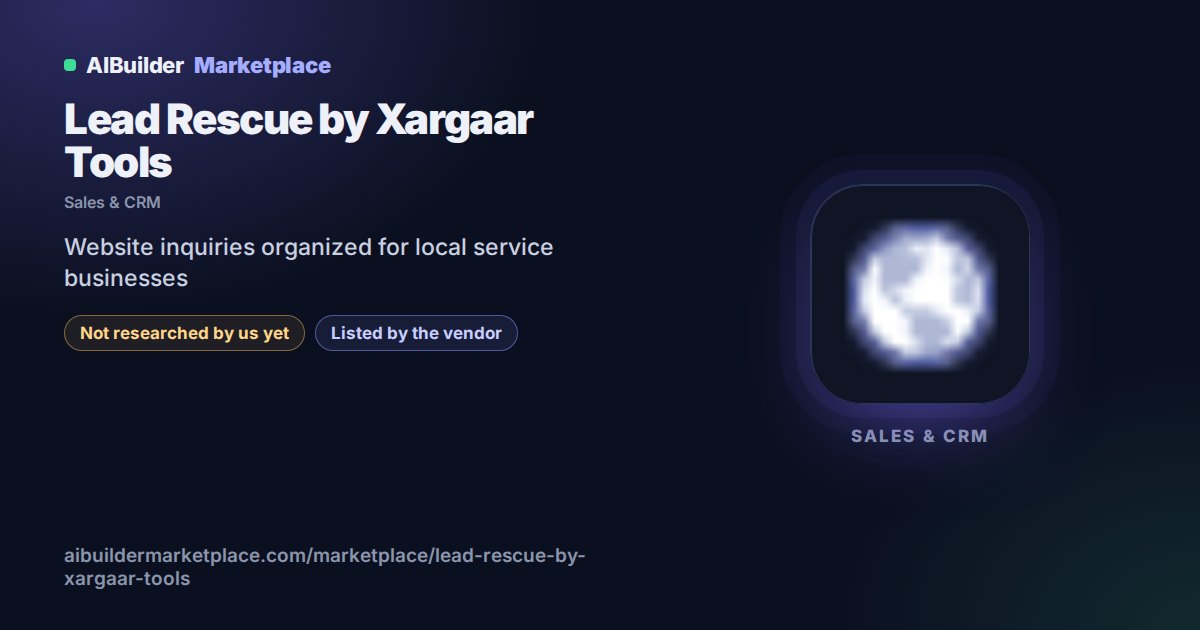 AIBuilder Marketplace
Lead Rescue by Xargaar
Tools
Sales & CRM
Website inquiries organized for local service
businesses
Not researched by us yet
Listed by the vendor
SALES & CRM
aibuildermarketplace.com/marketplace/lead-rescue-by-
xargaar-tools